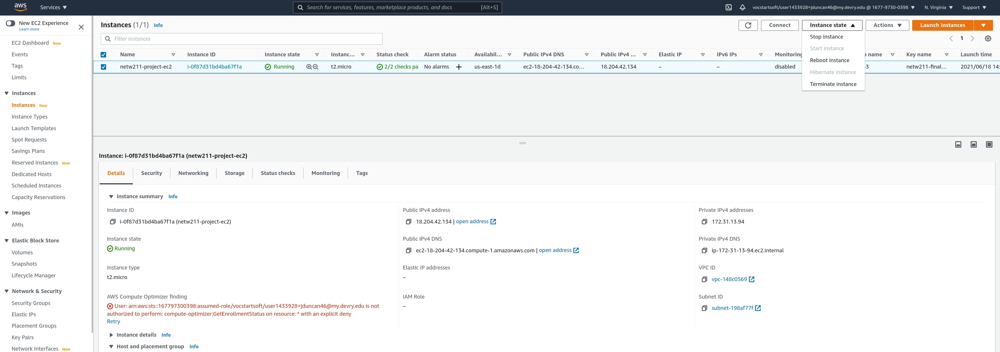 aws Services Search for services, features, marketplace products, and docs [Alt+S] vocstartsoft/user1433928=jduncan46@my.devry.edu @ 1677-9730-0398 N. Virginia Support
New EC2 Experience
Learn more
EC2 Dashboard New
Events
Tags
Limits
Instances
Instances New
Instance Types
Launch Templates
Spot Requests
Savings Plans
Reserved Instances New
Dedicated Hosts
Scheduled Instances
Capacity Reservations
Images
AMIs
Elastic Block Store
Volumes
Snapshots
Lifecycle Manager
Network & Security
Security Groups
Elastic IPs
Placement Groups
Key Pairs
Network Interfaces New
Instances (1/1) Info Connect Instance state Actions Launch instances
Filter instances
1
Stop instance
Start instance
Reboot instance
Hibernate instance
Terminate instance
Name Instance ID Instance state Instanc... Status check Alarm status Availabil... Public IPv4 DNS Public IPv4 ... Elastic IP IPv6 IPs Monitoring name Key name Launch time
netw211-project-ec2 i-0f87d31bd4ba67f1a Running t2.micro 2/2 checks pa No alarms + us-east-1d ec2-18-204-42-134.co... 18.204.42.134 – – disabled -3 netw211-final... 2021/06/18 14:
Instance: i-0f87d31bd4ba67f1a (netw211-project-ec2)
Details Security Networking Storage Status checks Monitoring Tags
Instance summary Info
Instance ID
i-0f87d31bd4ba67f1a (netw211-project-ec2)
Public IPv4 address
18.204.42.134 | open address
Private IPv4 addresses
172.31.13.94
Instance state
Running
Public IPv4 DNS
ec2-18-204-42-134.compute-1.amazonaws.com | open address
Private IPv4 DNS
ip-172-31-13-94.ec2.internal
Instance type
t2.micro
Elastic IP addresses
–
VPC ID
vpc-148c0569
AWS Compute Optimizer finding
User: arn:aws:sts::167797300398:assumed-role/vocstartsoft/user1433928=jduncan46@my.devry.edu is not
authorized to perform: compute-optimizer:GetEnrollmentStatus on resource: * with an explicit deny
Retry
IAM Role
–
Subnet ID
subnet-198af77f
Instance details Info
Host and placement group Info